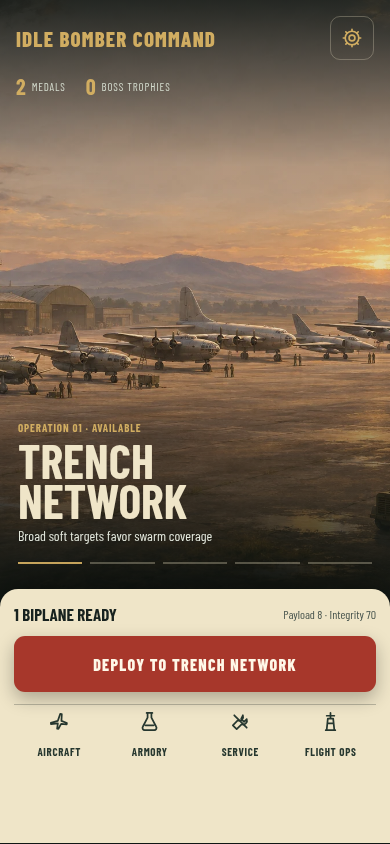 IDLE BOMBER COMMAND
2 MEDALS 0 BOSS TROPHIES
OPERATION 01 · AVAILABLE
TRENCH
NETWORK
Broad soft targets favor swarm coverage
1 BIPLANE READY Payload 8 · Integrity 70
DEPLOY TO TRENCH NETWORK
AIRCRAFT ARMORY SERVICE FLIGHT OPS